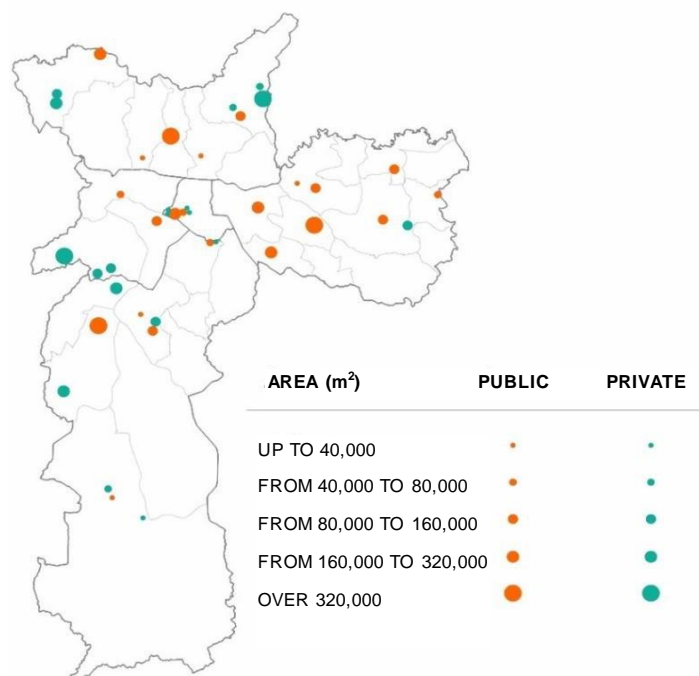 AREA (m²) PUBLIC PRIVATE
UP TO 40,000
FROM 40,000 TO 80,000
FROM 80,000 TO 160,000
FROM 160,000 TO 320,000
OVER 320,000